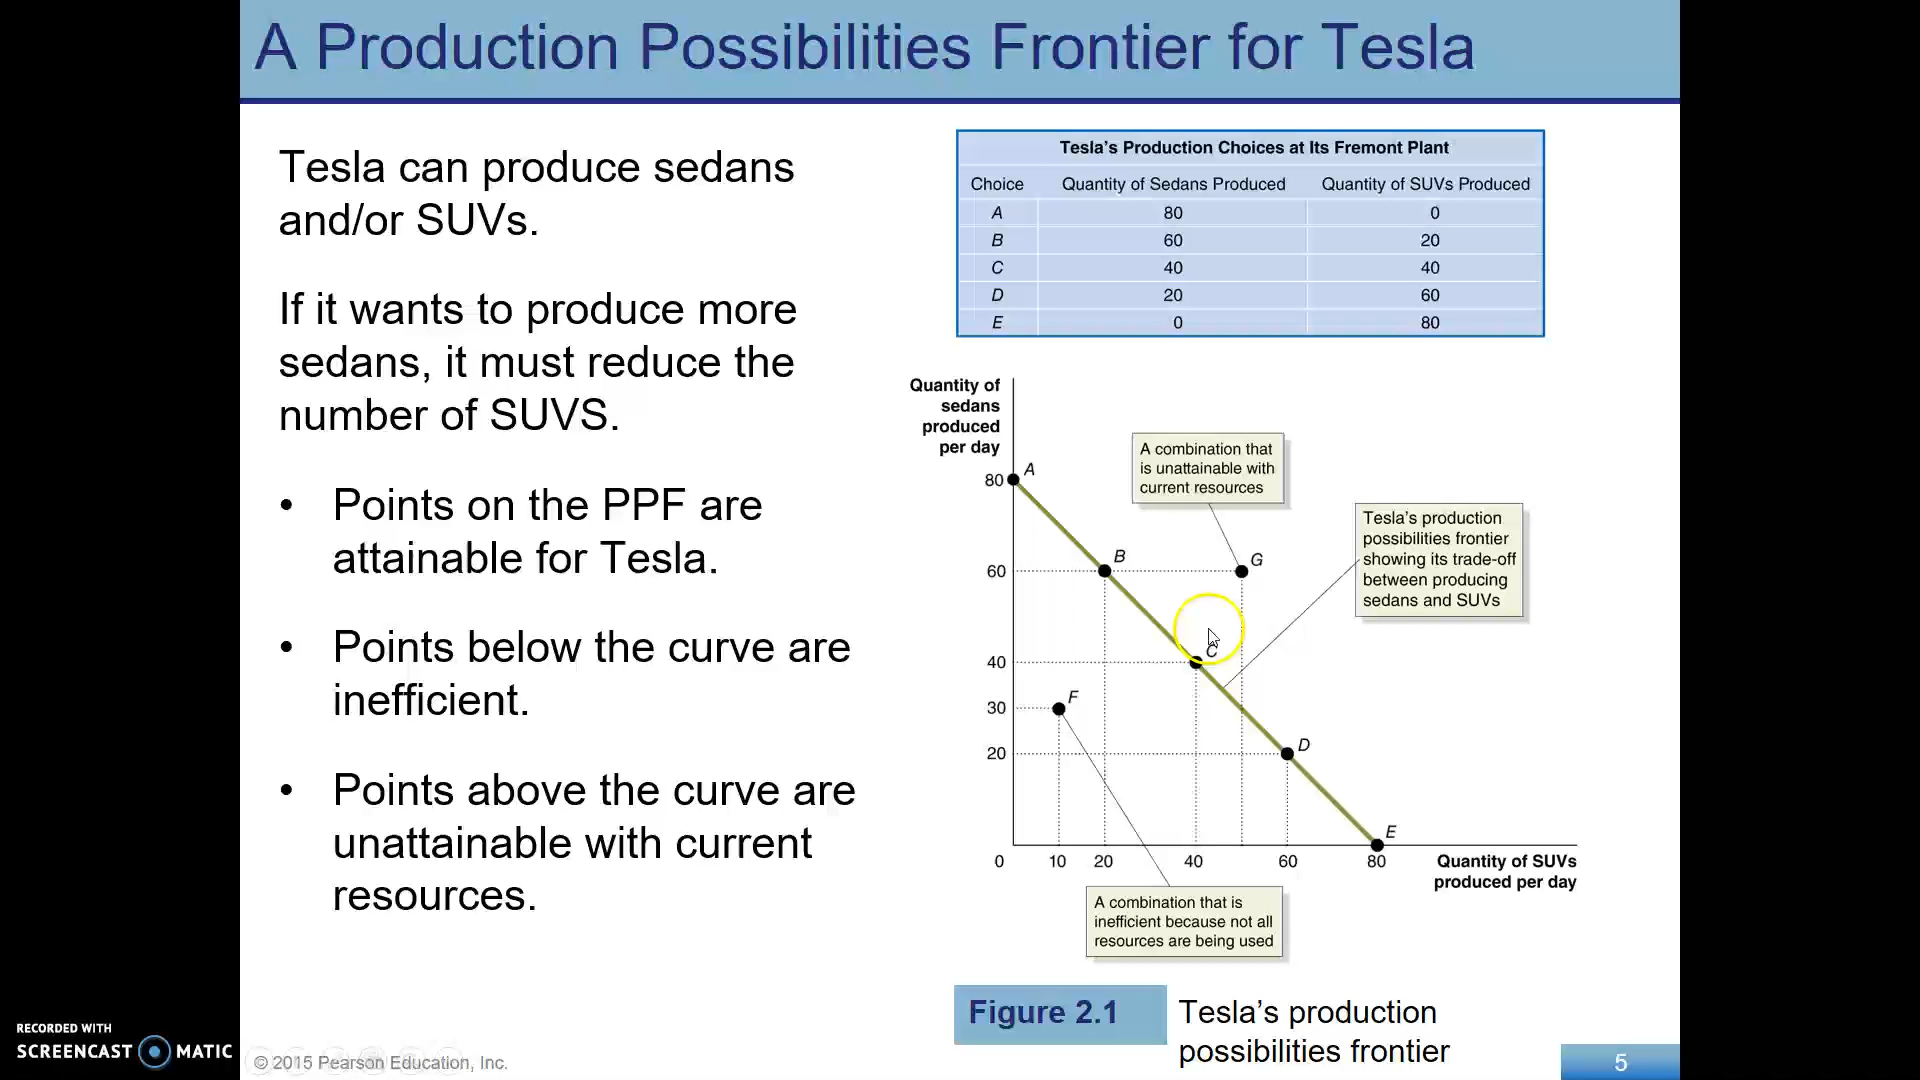 A Production Possibilities Frontier for Tesla
Tesla can produce sedans
and/or SUVs.
If it wants to produce more
sedans, it must reduce the
number of SUVS.
• Points on the PPF are
attainable for Tesla.
• Points below the curve are
inefficient.
• Points above the curve are
unattainable with current
resources.
Tesla’s Production Choices at Its Fremont Plant
Choice Quantity of Sedans Produced Quantity of SUVs Produced
A 80 0
B 60 20
C 40 40
D 20 60
E 0 80
Quantity of
sedans
produced
per day
80
60
40
30
20
0 10 20 40 60 80
A
B
C
D
E
F
G
A combination that
is unattainable with
current resources
Tesla’s production
possibilities frontier
showing its trade-off
between producing
sedans and SUVs
Quantity of SUVs
produced per day
A combination that is
inefficient because not all
resources are being used
Figure 2.1
Tesla’s production
possibilities frontier
RECORDED WITH
SCREENCAST MATIC
© 2015 Pearson Education, Inc.
5